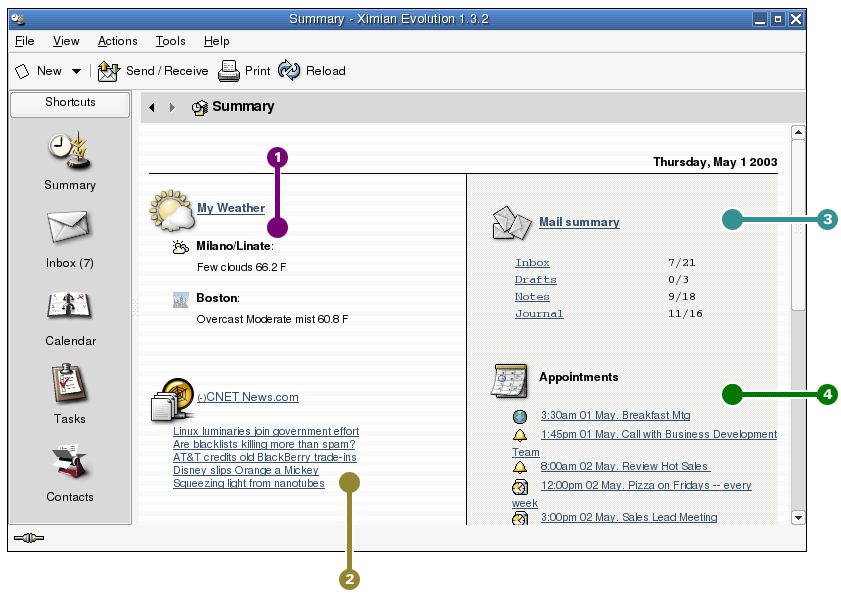 Summary - Ximian Evolution 1.3.2
File View Actions Tools Help
New Send / Receive Print Reload
Shortcuts
Summary
Inbox (7)
Calendar
Tasks
Contacts
Summary
Thursday, May 1 2003
1
My Weather
Milano/Linate:
Few clouds 66.2 F
Boston:
Overcast Moderate mist 60.8 F
(-)CNET News.com
Linux luminaries join government effort
Are blacklists killing more than spam?
AT&T credits old BlackBerry trade-ins
Disney slips Orange a Mickey
Squeezing light from nanotubes
2
Mail summary
3
Inbox 7/21
Drafts 0/3
Notes 9/18
Journal 11/16
Appointments
4
3:30am 01 May. Breakfast Mtg
1:45pm 01 May. Call with Business Development
Team
8:00am 02 May. Review Hot Sales
12:00pm 02 May. Pizza on Fridays -- every
week
3:00pm 02 May. Sales Lead Meeting